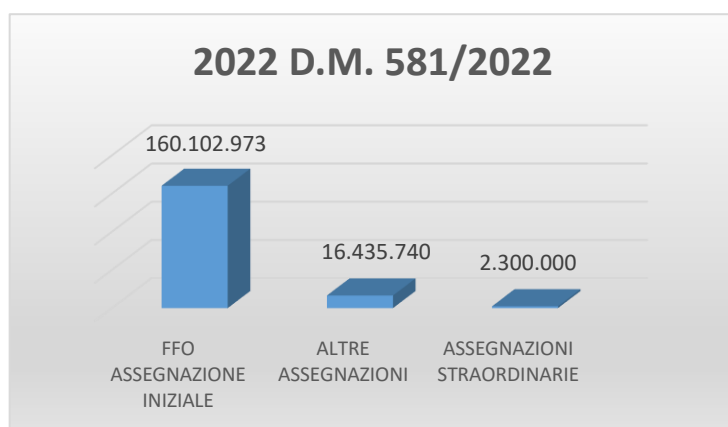 2022 D.M. 581/2022
160.102.973
16.435.740
2.300.000
FFO
ASSEGNAZIONE
INIZIALE
ALTRE
ASSEGNAZIONI
ASSEGNAZIONI
STRAORDINARIE